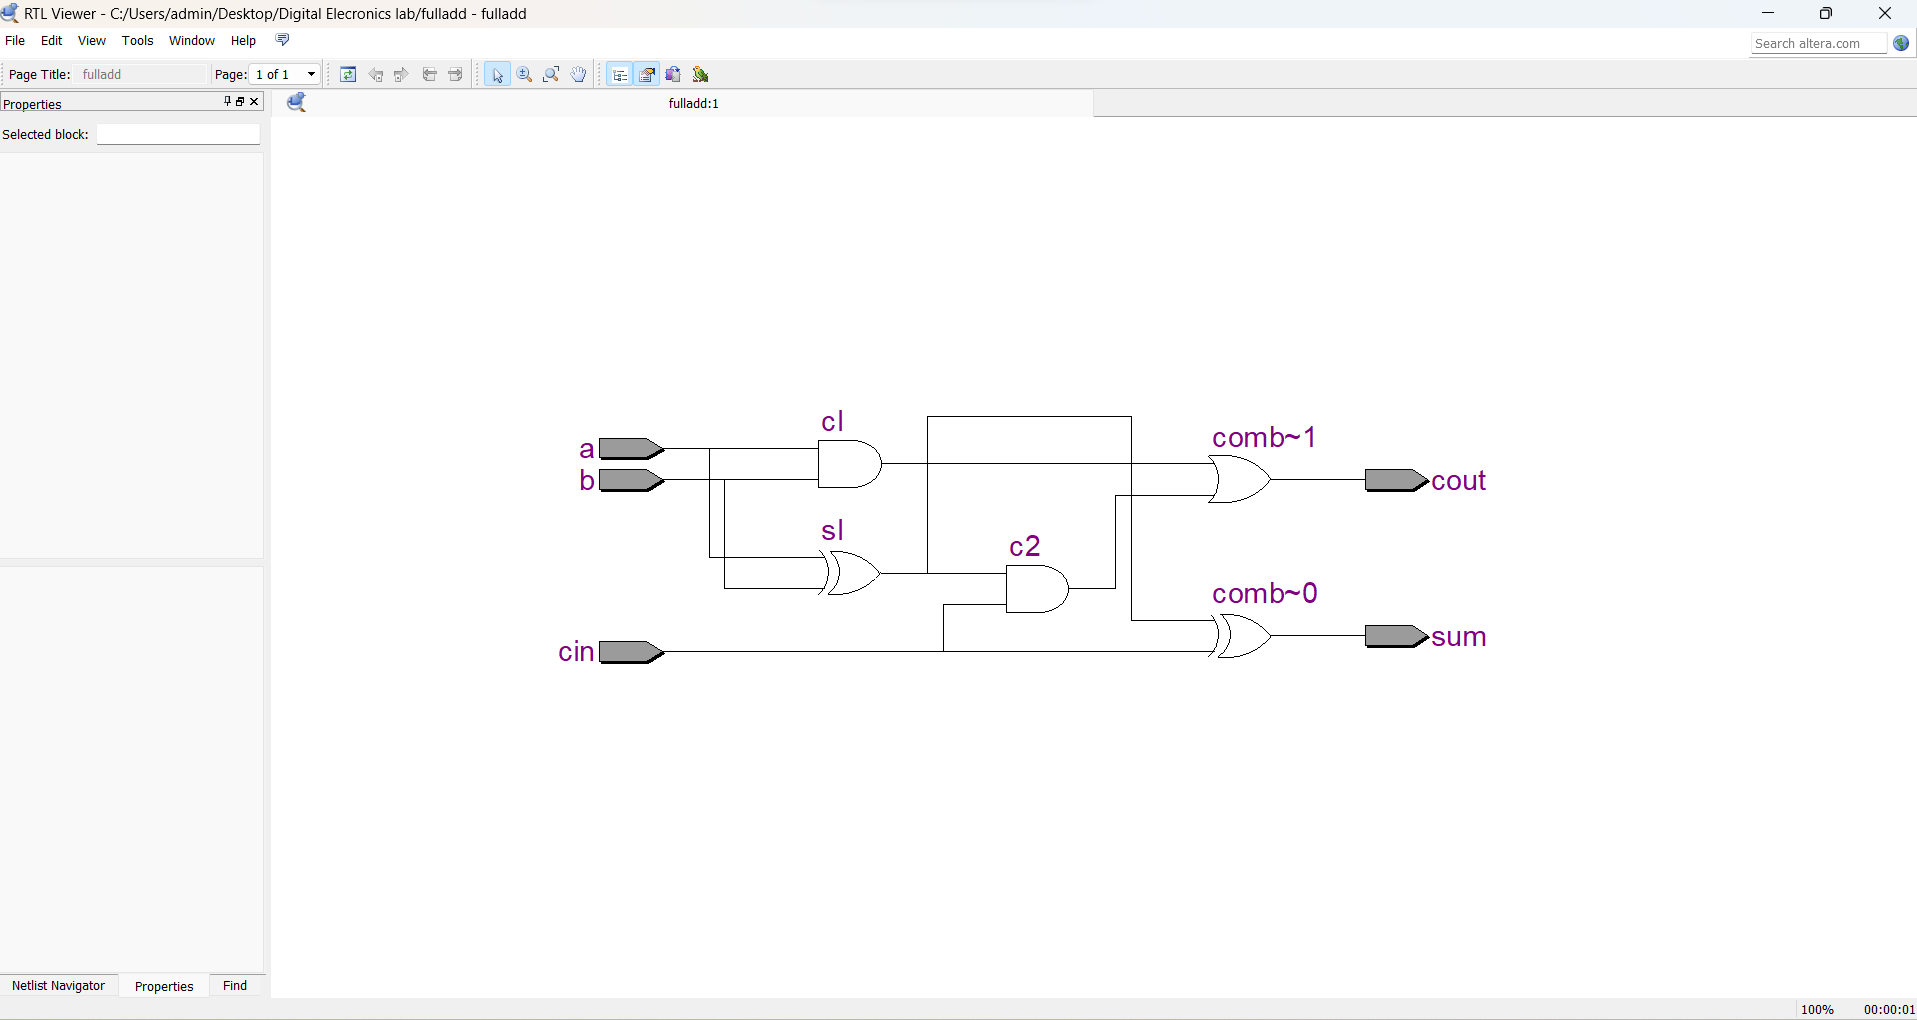 RTL Viewer - C:/Users/admin/Desktop/Digital Elecronics lab/fulladd - fulladd
File Edit View Tools Window Help
Search altera.com
Page Title: fulladd Page: 1 of 1
Properties
fulladd:1
Selected block:
cl
comb~1
a
b
cout
sl
c2
comb~0
cin
sum
Netlist Navigator Properties Find
100% 00:00:01